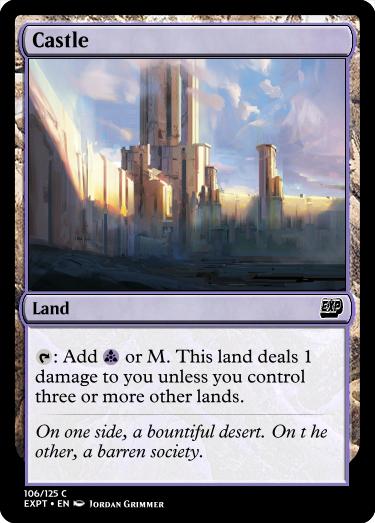 Castle
Land
EXP
: Add or M. This land deals 1
damage to you unless you control
three or more other lands.
On one side, a bountiful desert. On t he
other, a barren society.
106/125 C
EXPT • EN Jordan Grimmer